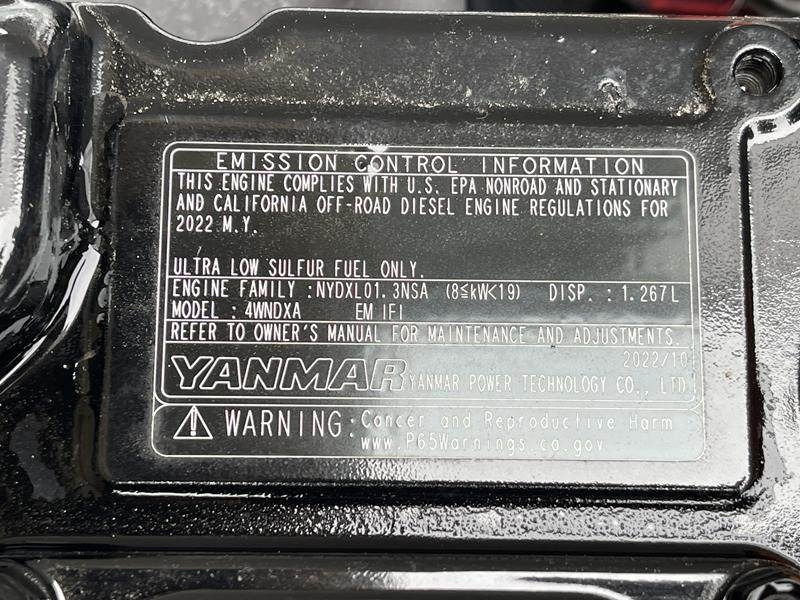 EMISSION CONTROL INFORMATION
THIS ENGINE COMPLIES WITH U.S. EPA NONROAD AND STATIONARY
AND CALIFORNIA OFF-ROAD DIESEL ENGINE REGULATIONS FOR
2022 M.Y.
ULTRA LOW SULFUR FUEL ONLY.
ENGINE FAMILY :NYDXL01.3NSA (8≦kW<19) DISP. : 1.267L
MODEL : 4WNDXA EM IFI
REFER TO OWNER'S MANUAL FOR MAINTENANCE AND ADJUSTMENTS.
2022/10
YANMAR YANMAR POWER TECHNOLOGY CO., LTD.
WARNING: Cancer and Reproductive Harm
www.P65Warnings.ca.gov